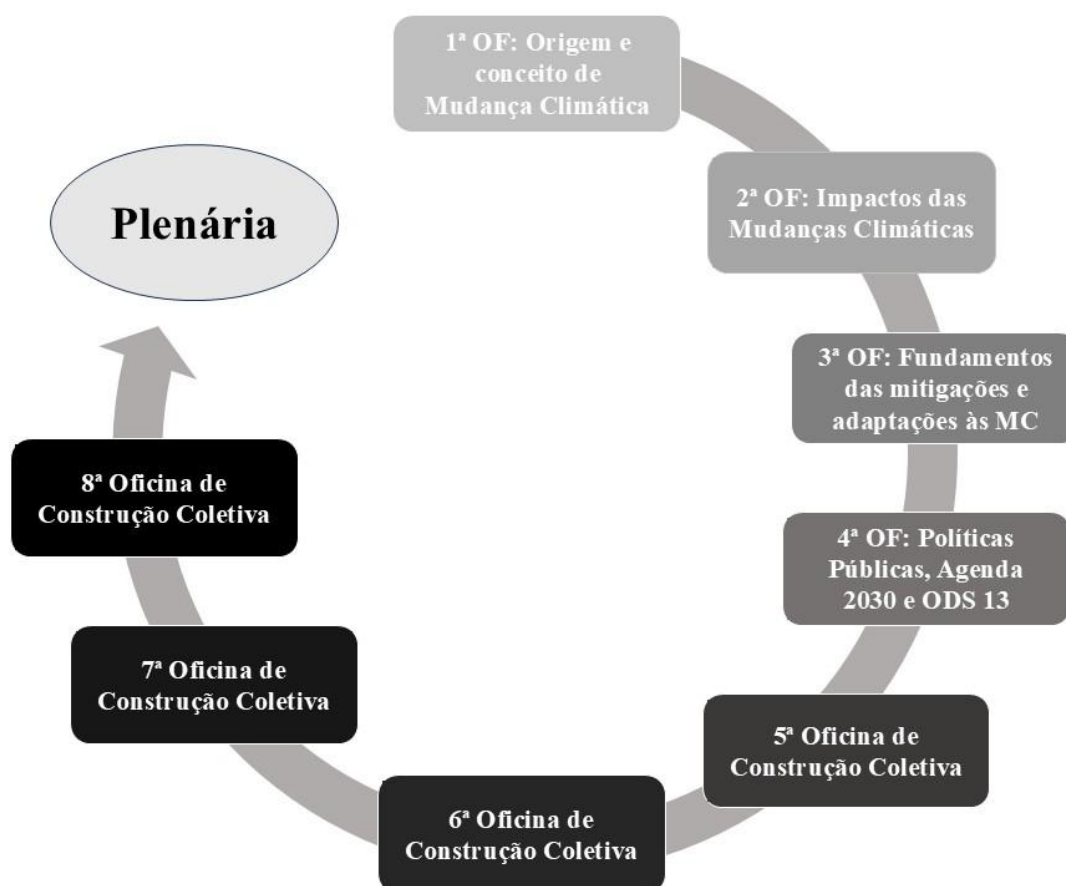 1ª OF: Origem e
conceito de
Mudança Climática
2ª OF: Impactos das
Mudanças Climáticas
3ª OF: Fundamentos
das mitigações e
adaptações às MC
4ª OF: Políticas
Públicas, Agenda
2030 e ODS 13
5ª Oficina de
Construção Coletiva
6ª Oficina de
Construção Coletiva
7ª Oficina de
Construção Coletiva
8ª Oficina de
Construção Coletiva
Plenária